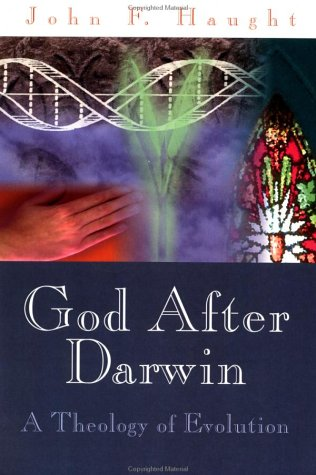 John F. Haught
God After
Darwin
A Theology of Evolution